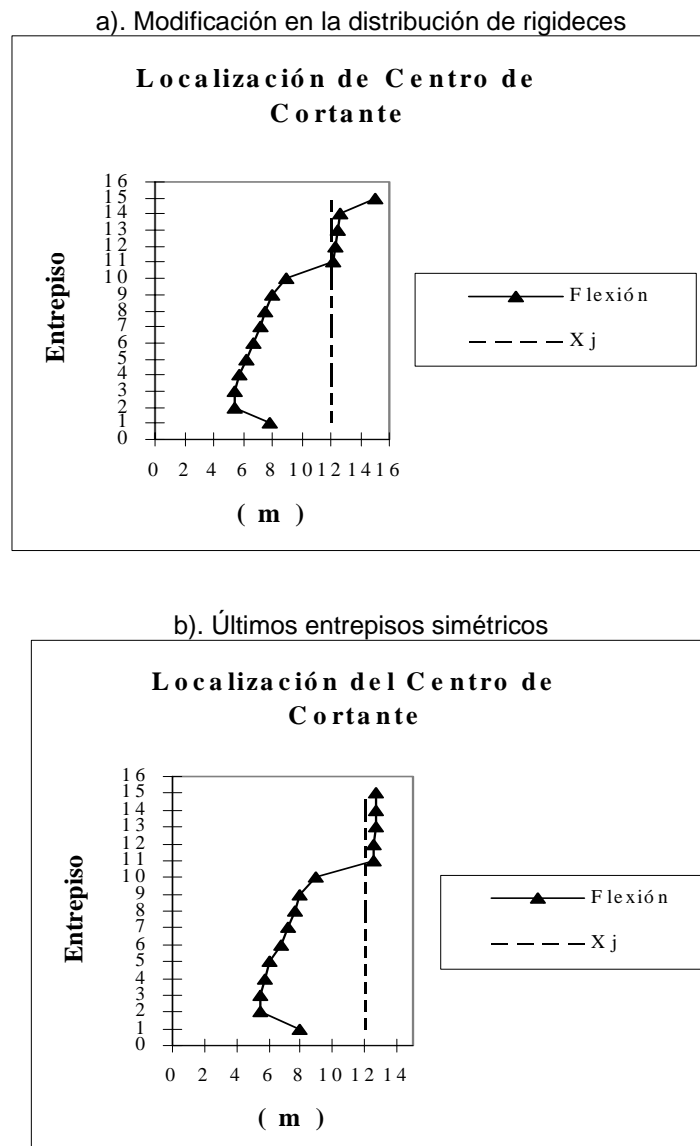 a). Modificación en la distribución de rigideces
Localización de Centro de
Cortante
16
15
14
13
12
11
10
9
8
7
6
5
4
3
2
1
0
Entrepiso
0 2 4 6 8 10 12 14 16
( m )
Flexión
Xj
b). Últimos entrepisos simétricos
Localización del Centro de
Cortante
16
15
14
13
12
11
10
9
8
7
6
5
4
3
2
1
0
Entrepiso
0 2 4 6 8 10 12 14
( m )
Flexión
Xj